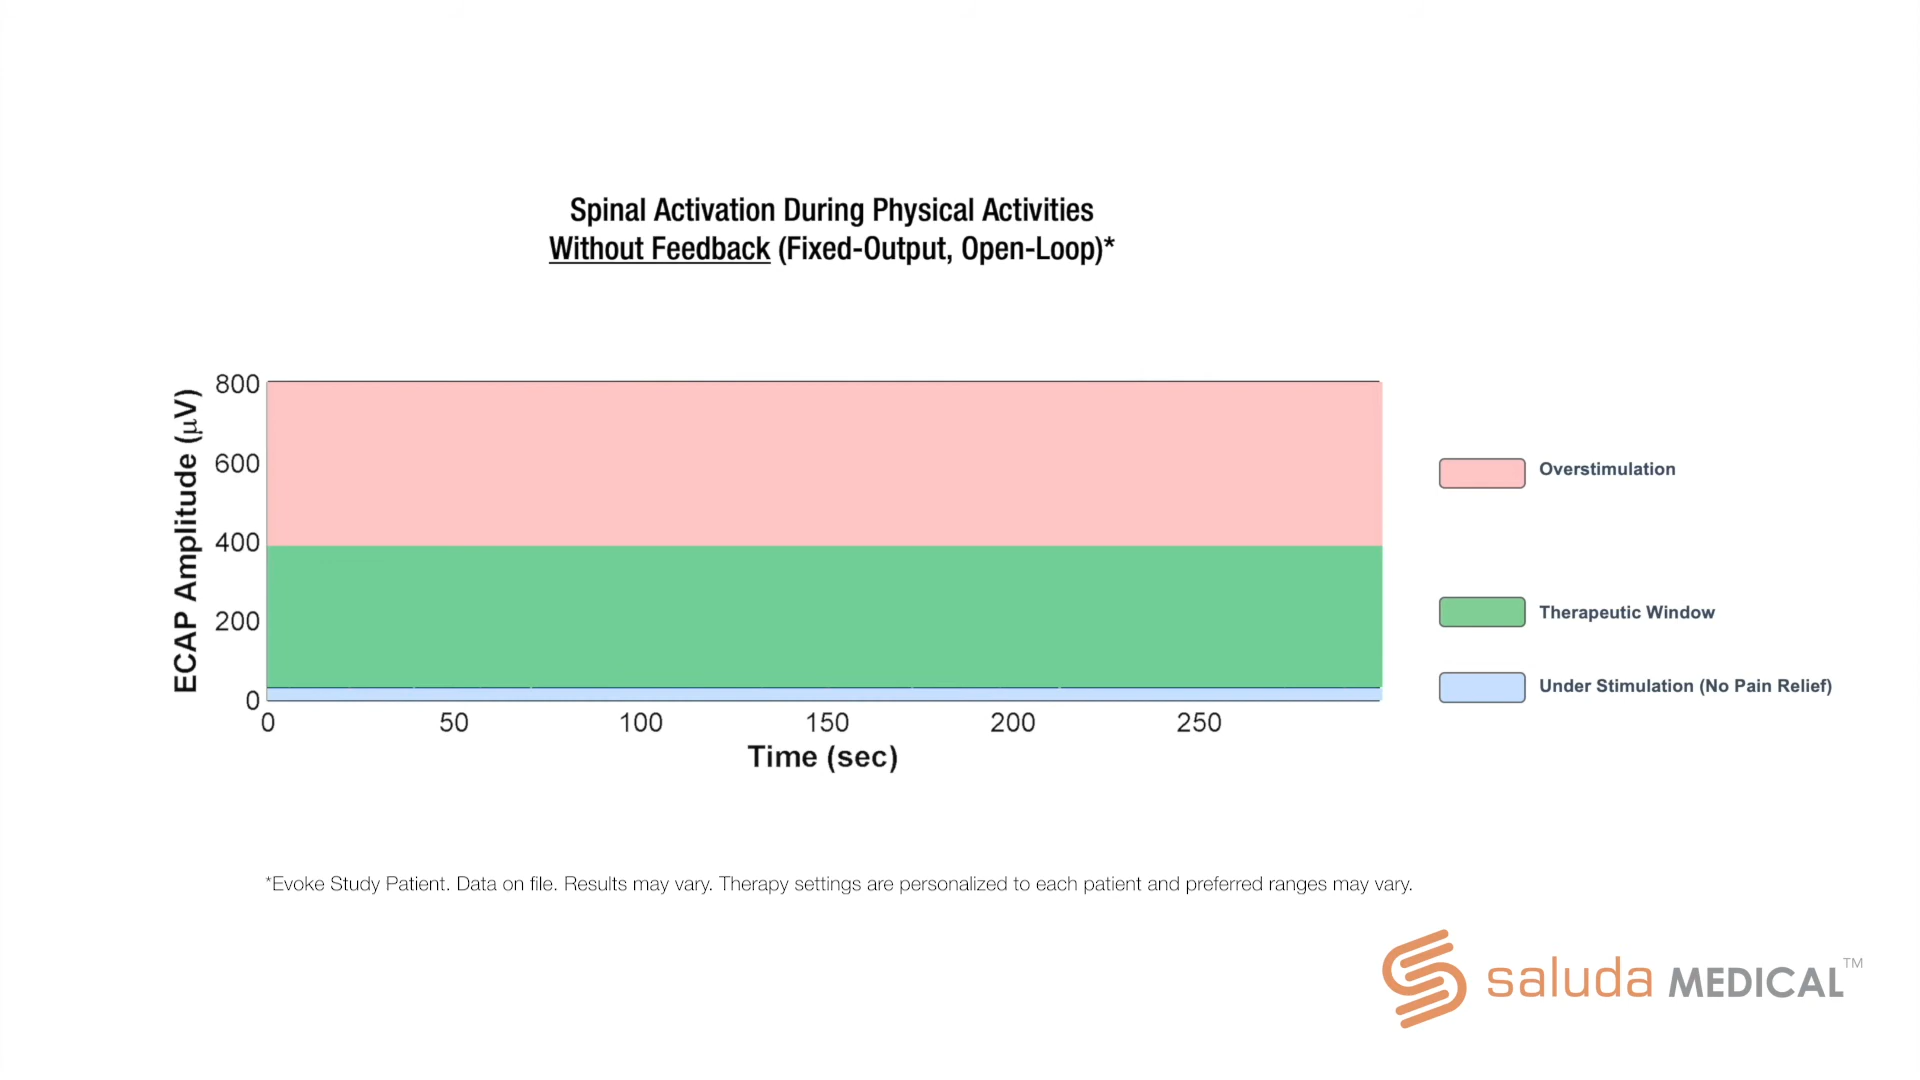 Spinal Activation During Physical Activities
Without Feedback (Fixed-Output, Open-Loop)*
ECAP Amplitude (μV)
800
600
400
200
0
0 50 100 150 200 250
Time (sec)
Overstimulation
Therapeutic Window
Under Stimulation (No Pain Relief)
*Evoke Study Patient. Data on file. Results may vary. Therapy settings are personalized to each patient and preferred ranges may vary.
saluda MEDICAL™